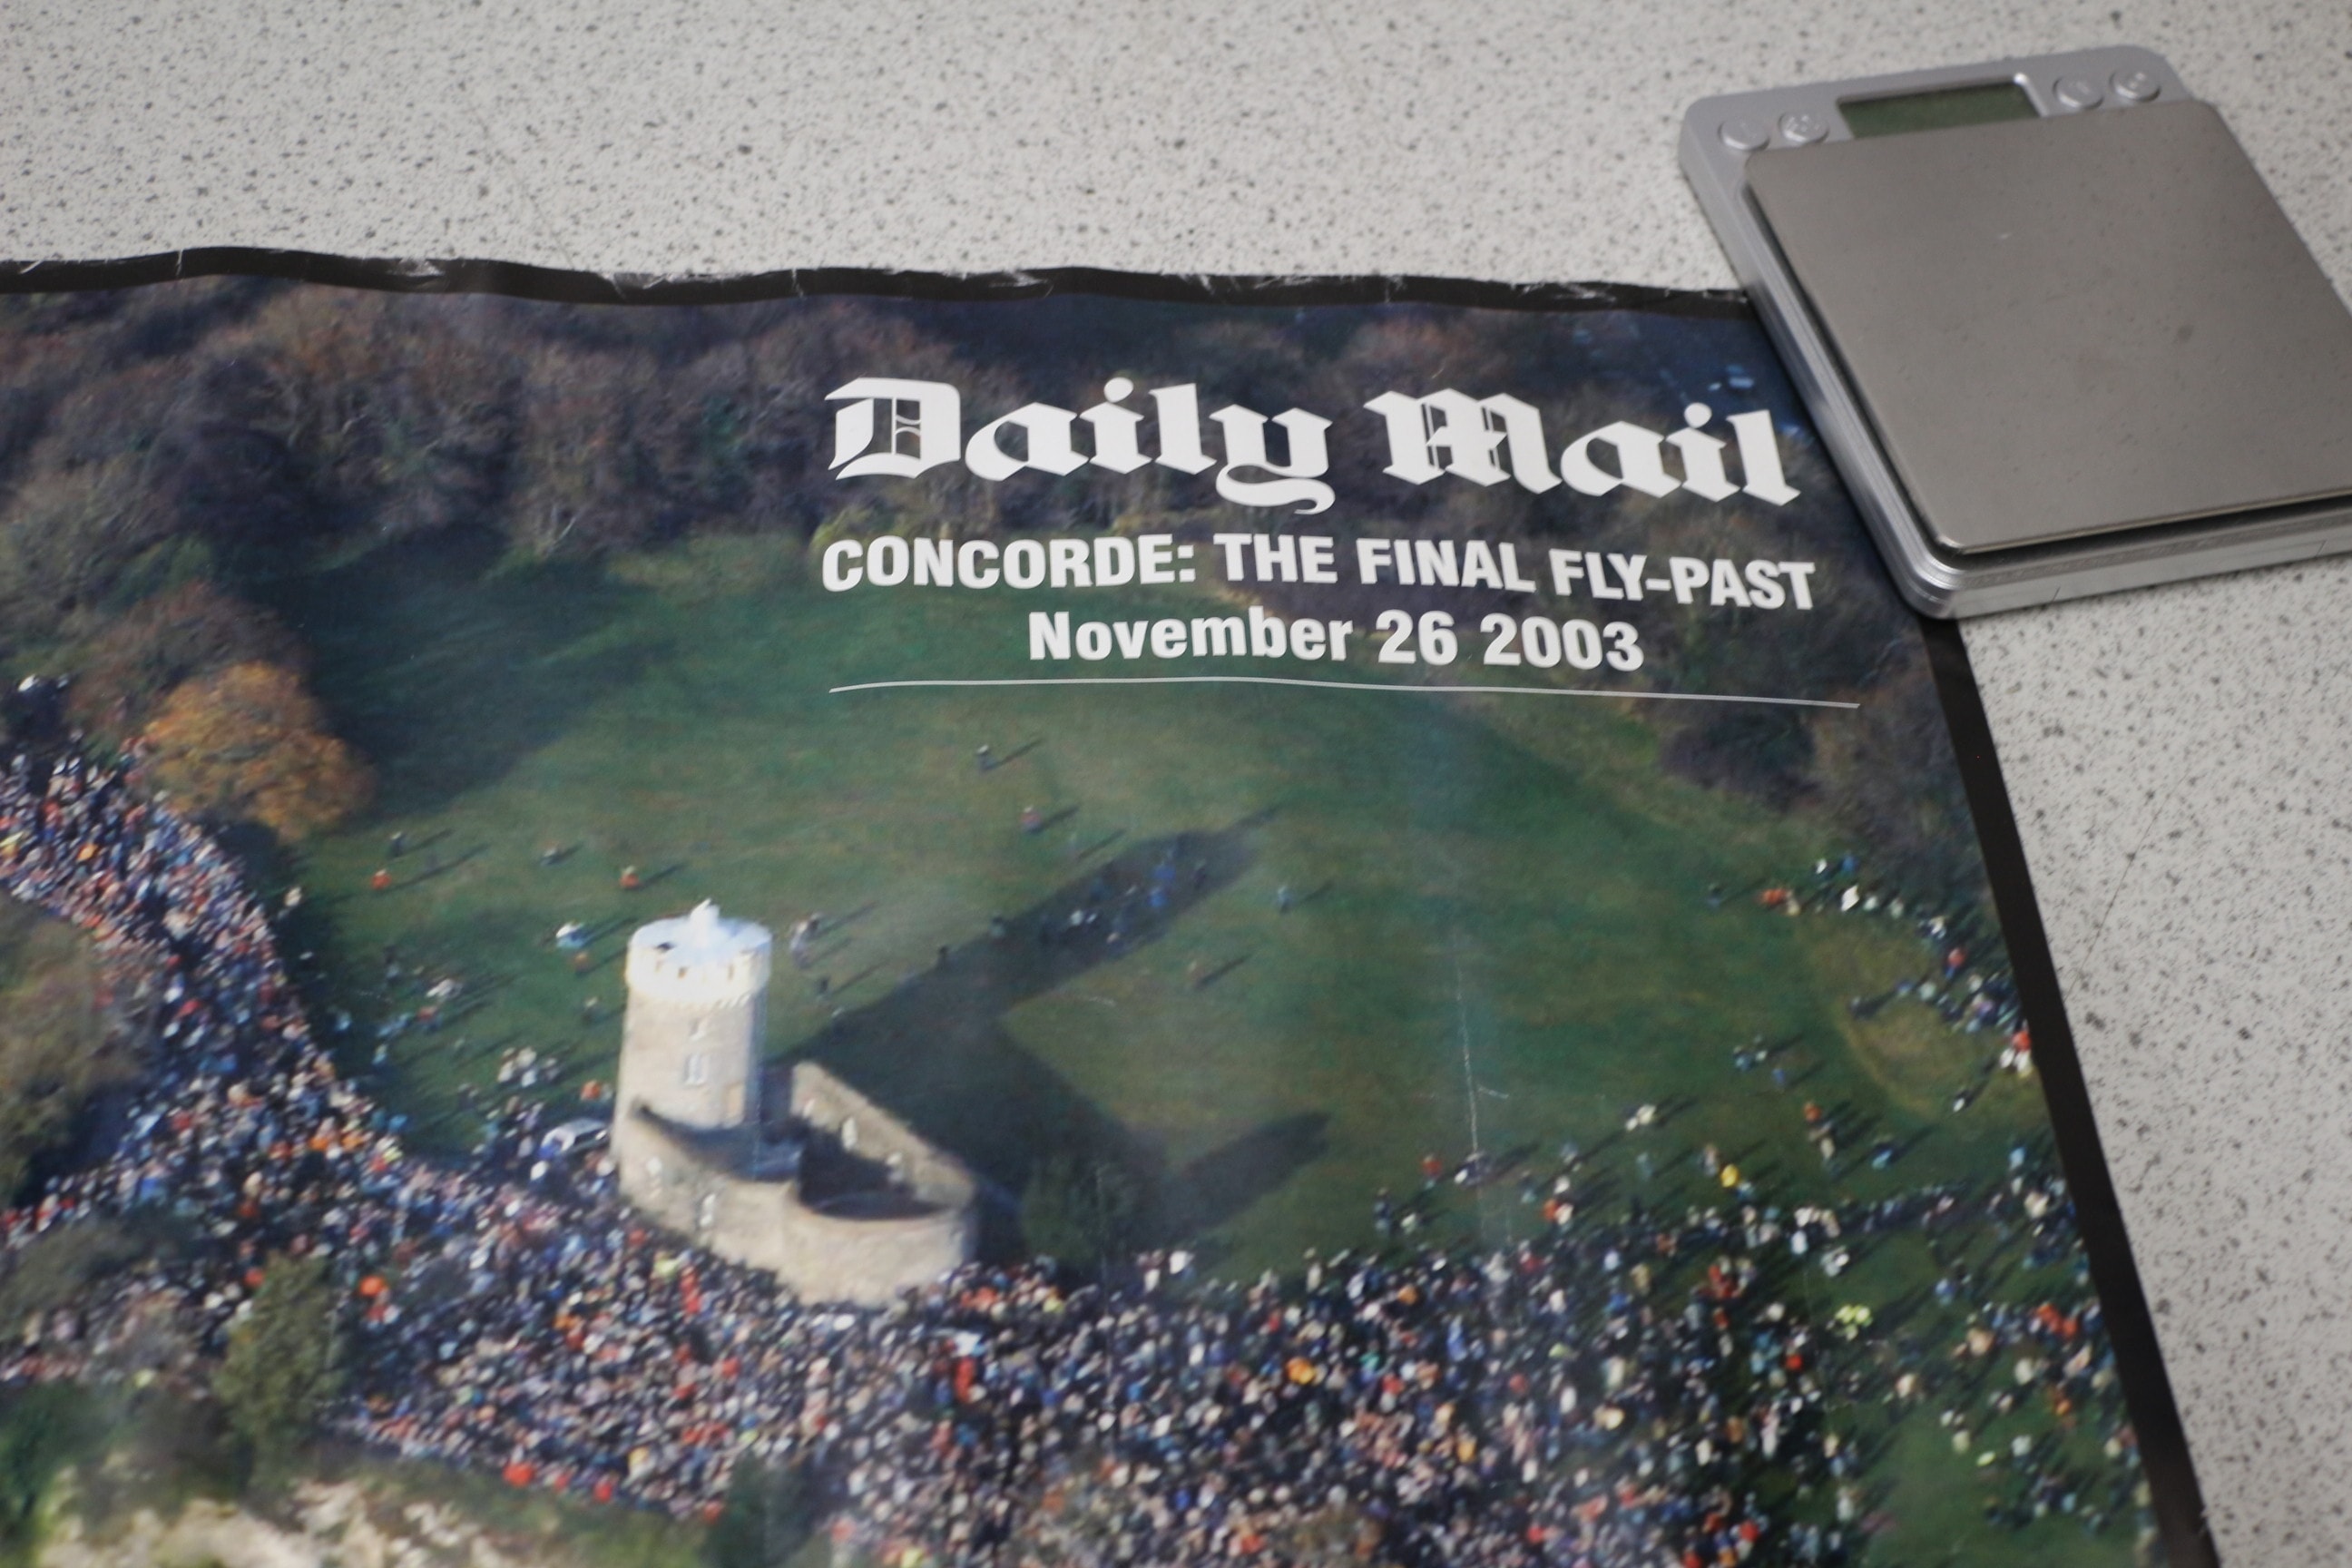 Daily Mail
CONCORDE: THE FINAL FLY-PAST
November 26 2003